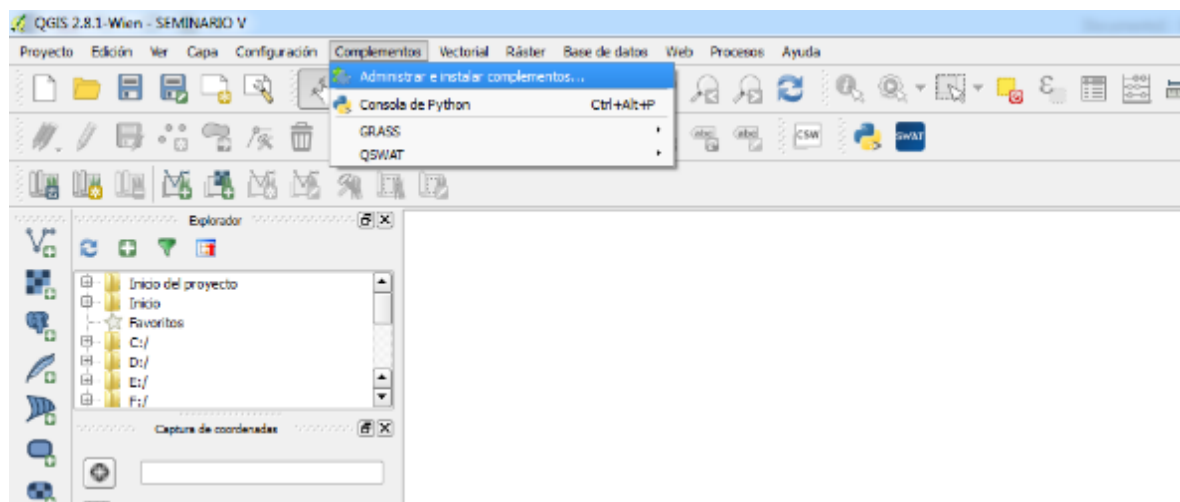 QGIS 2.8.1-Wien - SEMINARIO V
Proyecto Edición Ver Capa Configuración Complementos Vectorial Ráster Base de datos Web Procesos Ayuda
Administrar e instalar complementos...
Consola de Python Ctrl+Alt+P
GRASS
QSWAT
abc abc CSW SWAT
Explorador
Inicio del proyecto
Inicio
Favoritos
C:/
D:/
E:/
F:/
Captura de coordenadas